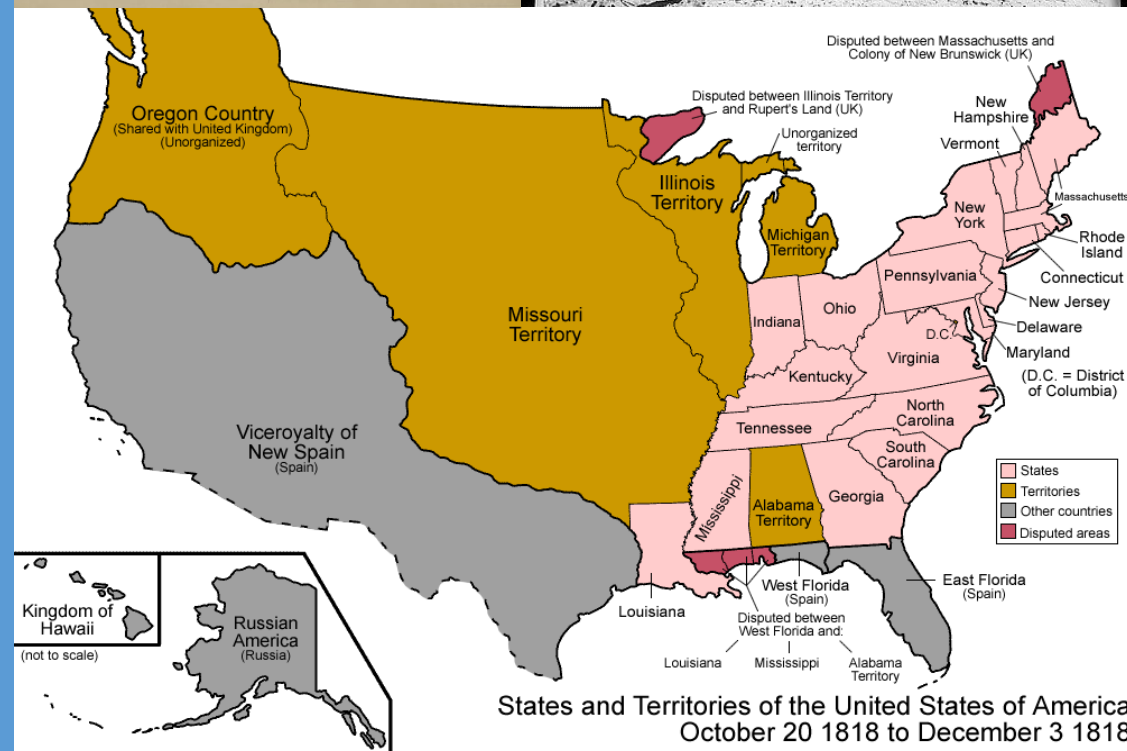 Disputed between Massachusetts and
Colony of New Brunswick (UK)
Oregon Country
(Shared with United Kingdom)
(Unorganized)
Disputed between Illinois Territory
and Rupert's Land (UK)
Unorganized
territory
New
Hampshire
Vermont
Illinois
Territory
Massachusetts
New
York
Michigan
Territory
Rhode
Island
Connecticut
Pennsylvania
New Jersey
Missouri
Territory
Ohio
Indiana
D.C.
Delaware
Maryland
Virginia
(D.C. = District
of Columbia)
Kentucky
North
Carolina
Tennessee
Viceroyalty of
New Spain
(Spain)
South
Carolina
Mississippi
Alabama
Territory
Georgia
States
Territories
Other countries
Disputed areas
West Florida
(Spain)
East Florida
(Spain)
Louisiana
Disputed between
West Florida and:
Louisiana
Mississippi
Alabama
Territory
Kingdom of
Hawaii
(not to scale)
Russian
America
(Russia)
States and Territories of the United States of America
October 20 1818 to December 3 1818